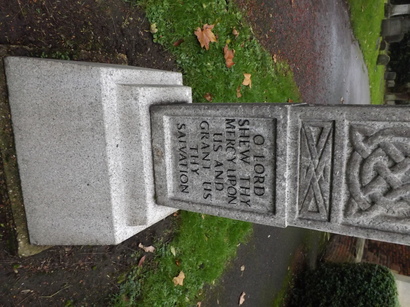 O LORD
SHEW THY
MERCY UPON
US AND
GRANT US
THY
SALVATION